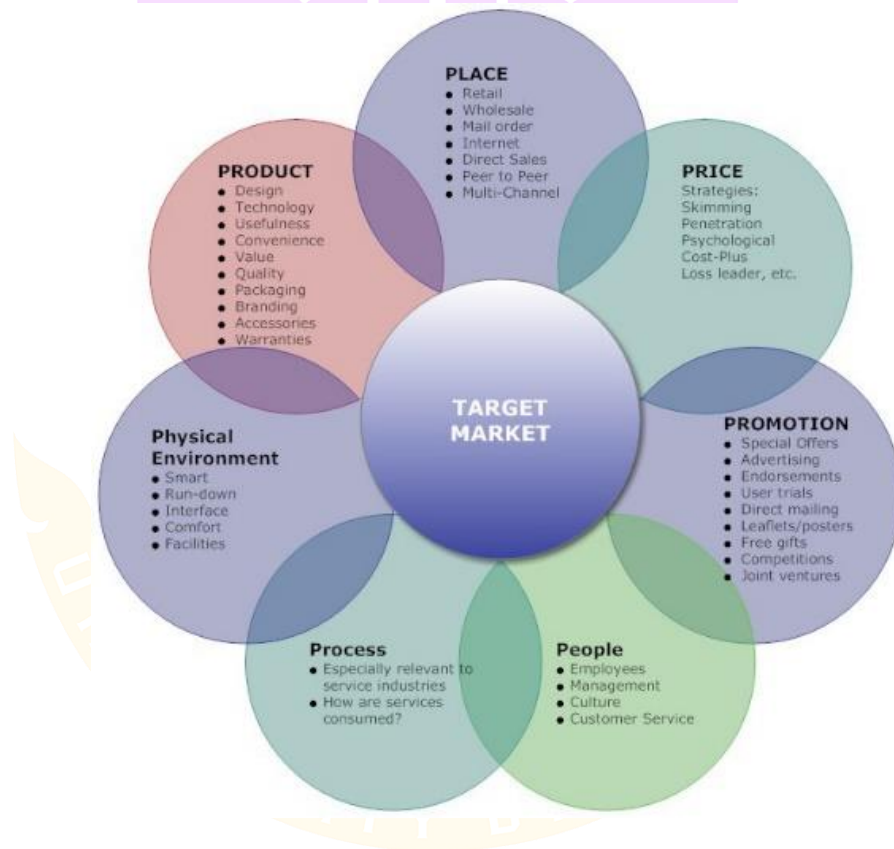 PLACE
● Retail
● Wholesale
● Mail order
● Internet
● Direct Sales
● Peer to Peer
● Multi-Channel
PRICE
Strategies:
Skimming
Penetration
Psychological
Cost-Plus
Loss leader, etc.
PROMOTION
● Special Offers
● Advertising
● Endorsements
● User trials
● Direct mailing
● Leaflets/posters
● Free gifts
● Competitions
● Joint ventures
People
● Employees
● Management
● Culture
● Customer Service
Process
● Especially relevant to
service industries
● How are services
consumed?
Physical
Environment
● Smart
● Run-down
● Interface
● Comfort
● Facilities
PRODUCT
● Design
● Technology
● Usefulness
● Convenience
● Value
● Quality
● Packaging
● Branding
● Accessories
● Warranties
TARGET
MARKET